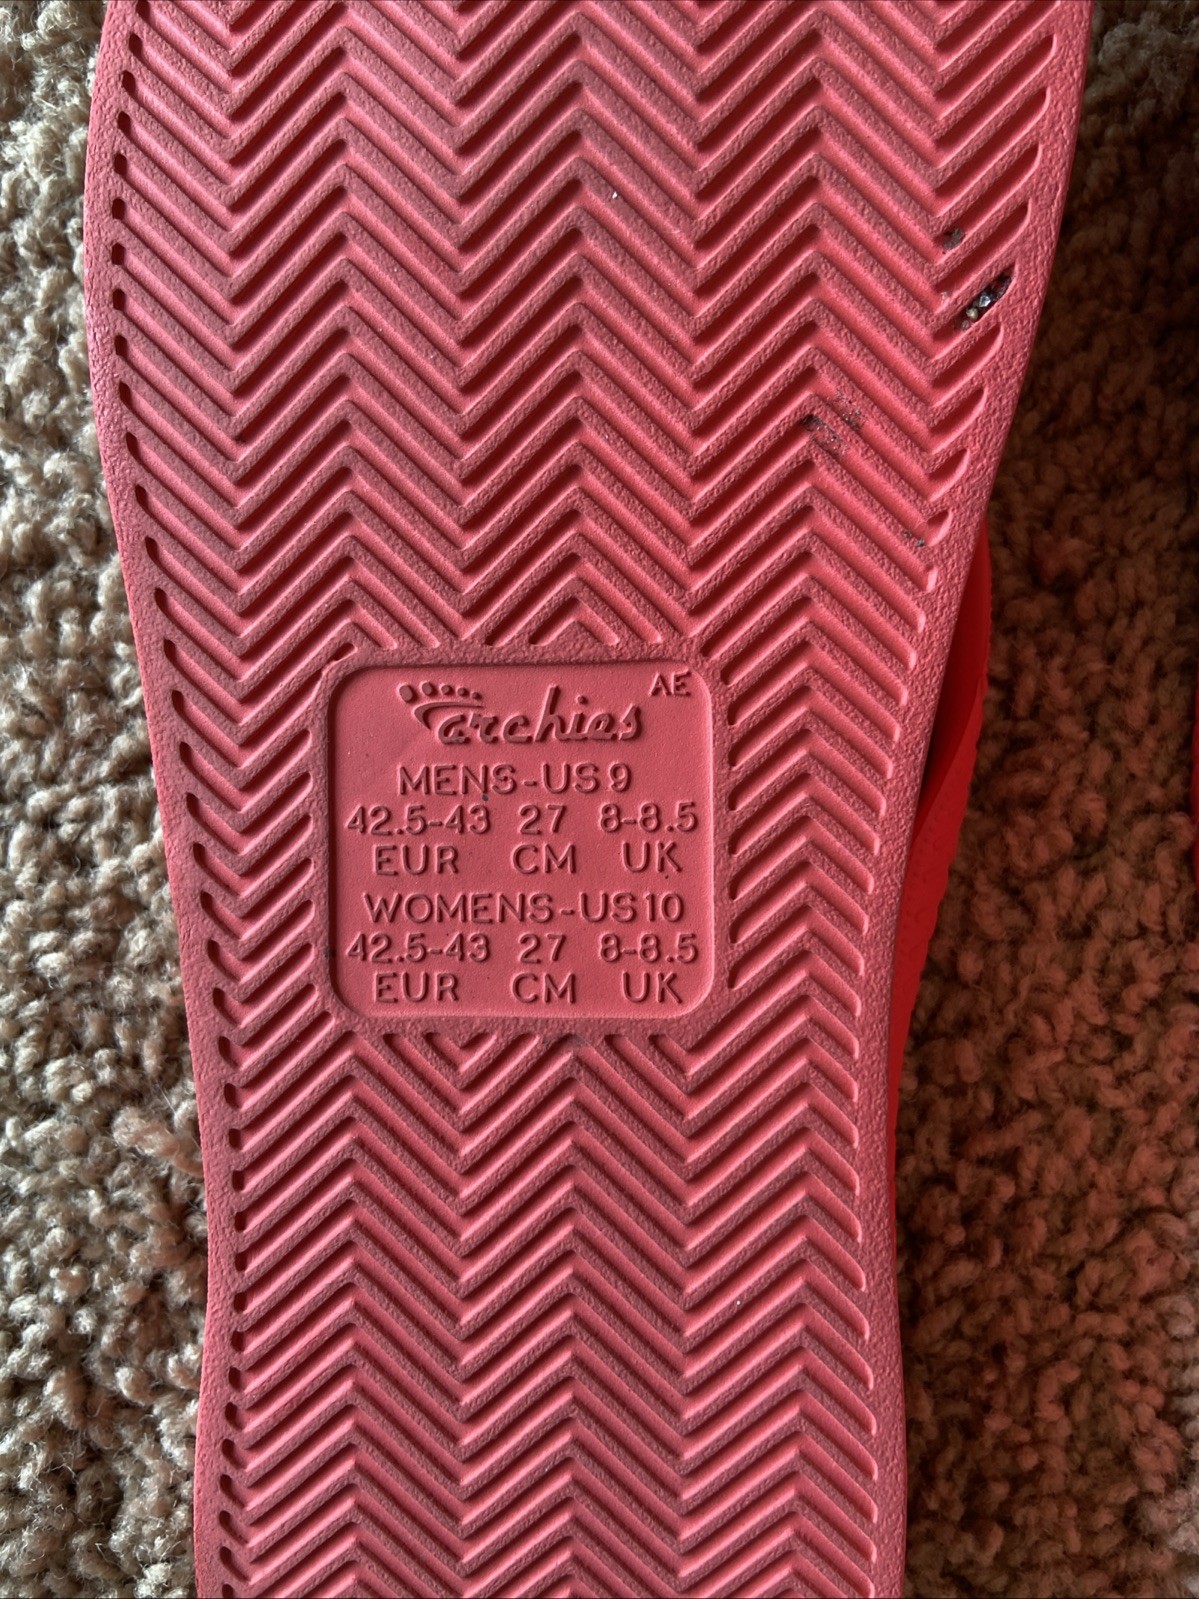 AE
archies
MENS-US 9
42.5-43 27 8-8.5
EUR CM UK
WOMENS-US 10
42.5-43 27 8-8.5
EUR CM UK